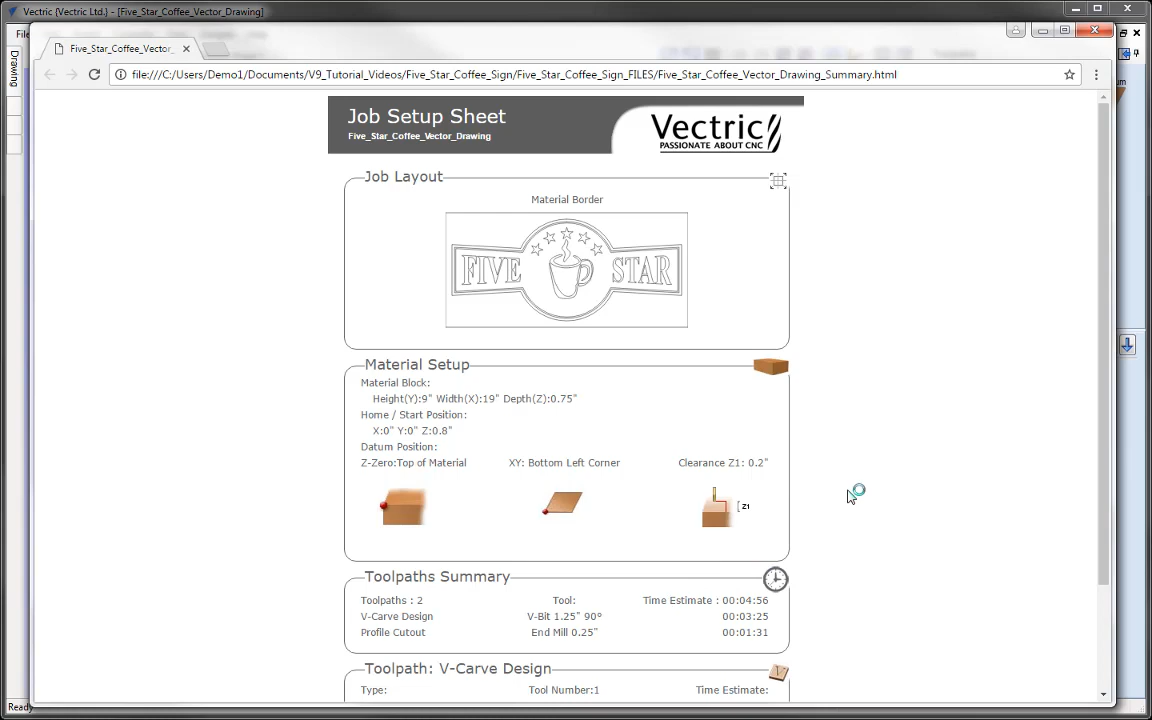 Vectric {Vectric Ltd.} - [Five_Star_Coffee_Vector_Drawing]
Drawing
Five_Star_Coffee_Vector_
file:///C:/Users/Demo1/Documents/V9_Tutorial_Videos/Five_Star_Coffee_Sign/Five_Star_Coffee_Sign_FILES/Five_Star_Coffee_Vector_Drawing_Summary.html
Job Setup Sheet
Five_Star_Coffee_Vector_Drawing
Vectric
PASSIONATE ABOUT CNC
Job Layout
Material Border
FIVE STAR
Material Setup
Material Block:
Height(Y):9" Width(X):19" Depth(Z):0.75"
Home / Start Position:
X:0" Y:0" Z:0.8"
Datum Position:
Z-Zero:Top of Material XY: Bottom Left Corner Clearance Z1: 0.2"
Z1
Toolpaths Summary
Toolpaths : 2 Tool: Time Estimate : 00:04:56
V-Carve Design V-Bit 1.25" 90º 00:03:25
Profile Cutout End Mill 0.25" 00:01:31
Toolpath: V-Carve Design
V
Type: Tool Number:1 Time Estimate:
Ready